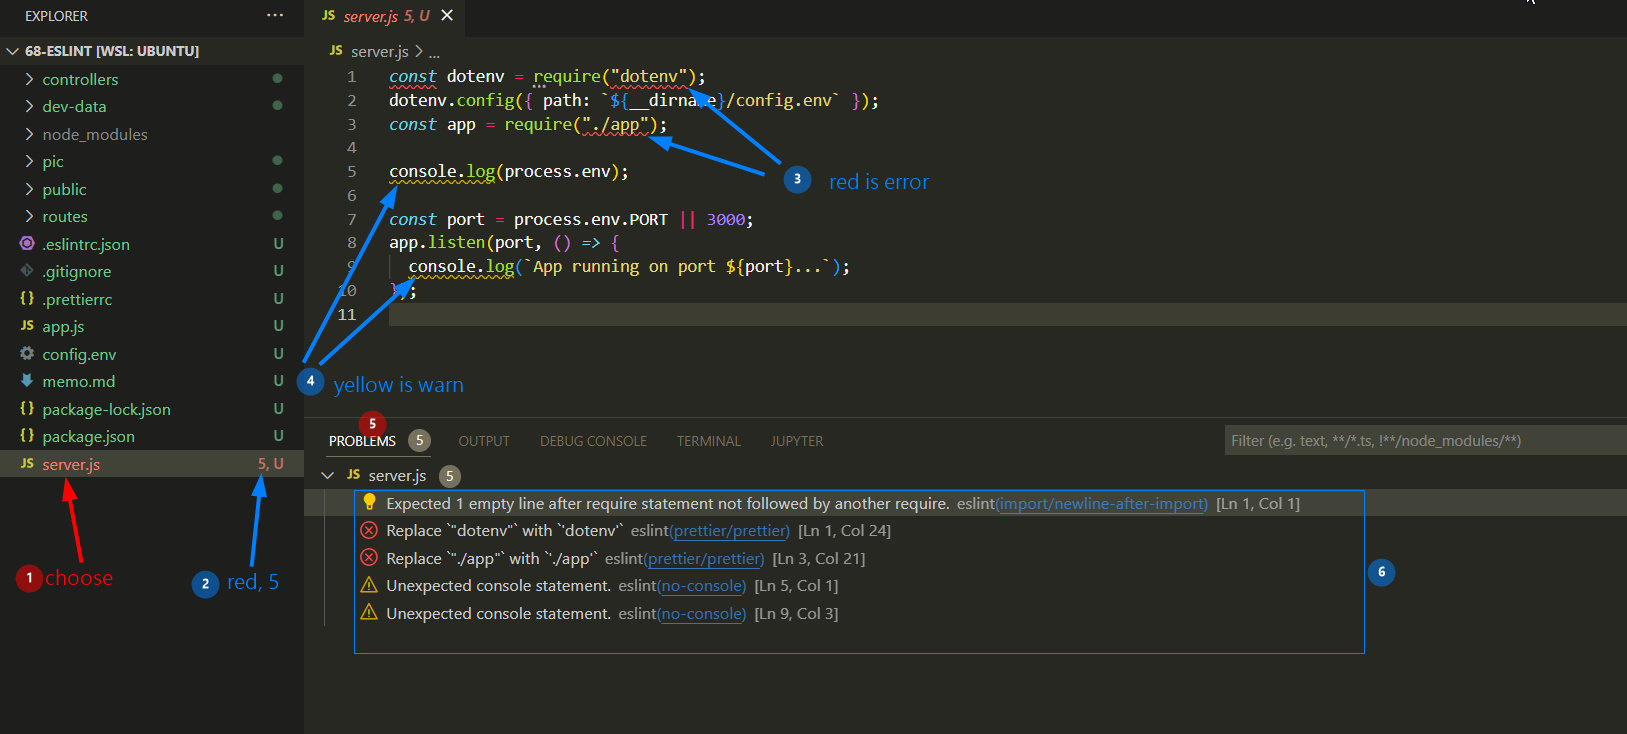 EXPLORER ...
68-ESLINT [WSL: UBUNTU]
controllers
dev-data
node_modules
pic
public
routes
.eslintrc.json U
.gitignore U
.prettierrc U
JS app.js U
config.env U
memo.md U
package-lock.json U
package.json U
JS server.js 5, U
1 choose
2 red, 5
JS server.js 5, U
JS server.js > ...
1 const dotenv = require("dotenv");
2 dotenv.config({ path: `${__dirname}/config.env` });
3 const app = require("./app");
4
5 console.log(process.env);
6
7 const port = process.env.PORT || 3000;
8 app.listen(port, () => {
9 console.log(`App running on port ${port}...`);
10 });
11
3 red is error
4 yellow is warn
5
PROBLEMS 5 OUTPUT DEBUG CONSOLE TERMINAL JUPYTER Filter (e.g. text, **/*.ts, !**/node_modules/**)
JS server.js 5
Expected 1 empty line after require statement not followed by another require. eslint(import/newline-after-import) [Ln 1, Col 1]
Replace `"dotenv"` with `'dotenv'` eslint(prettier/prettier) [Ln 1, Col 24]
Replace `"./app"` with `'./app'` eslint(prettier/prettier) [Ln 3, Col 21]
Unexpected console statement. eslint(no-console) [Ln 5, Col 1]
Unexpected console statement. eslint(no-console) [Ln 9, Col 3]
6